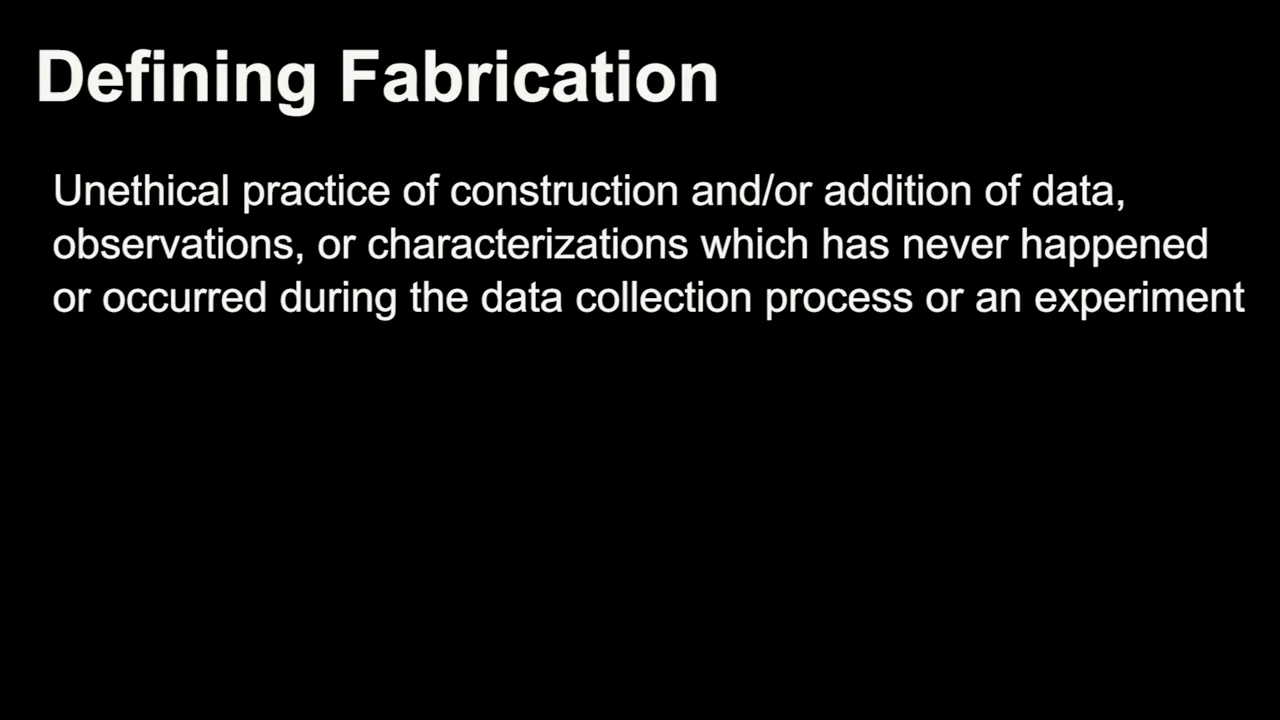 Defining Fabrication
Unethical practice of construction and/or addition of data,
observations, or characterizations which has never happened
or occurred during the data collection process or an experiment